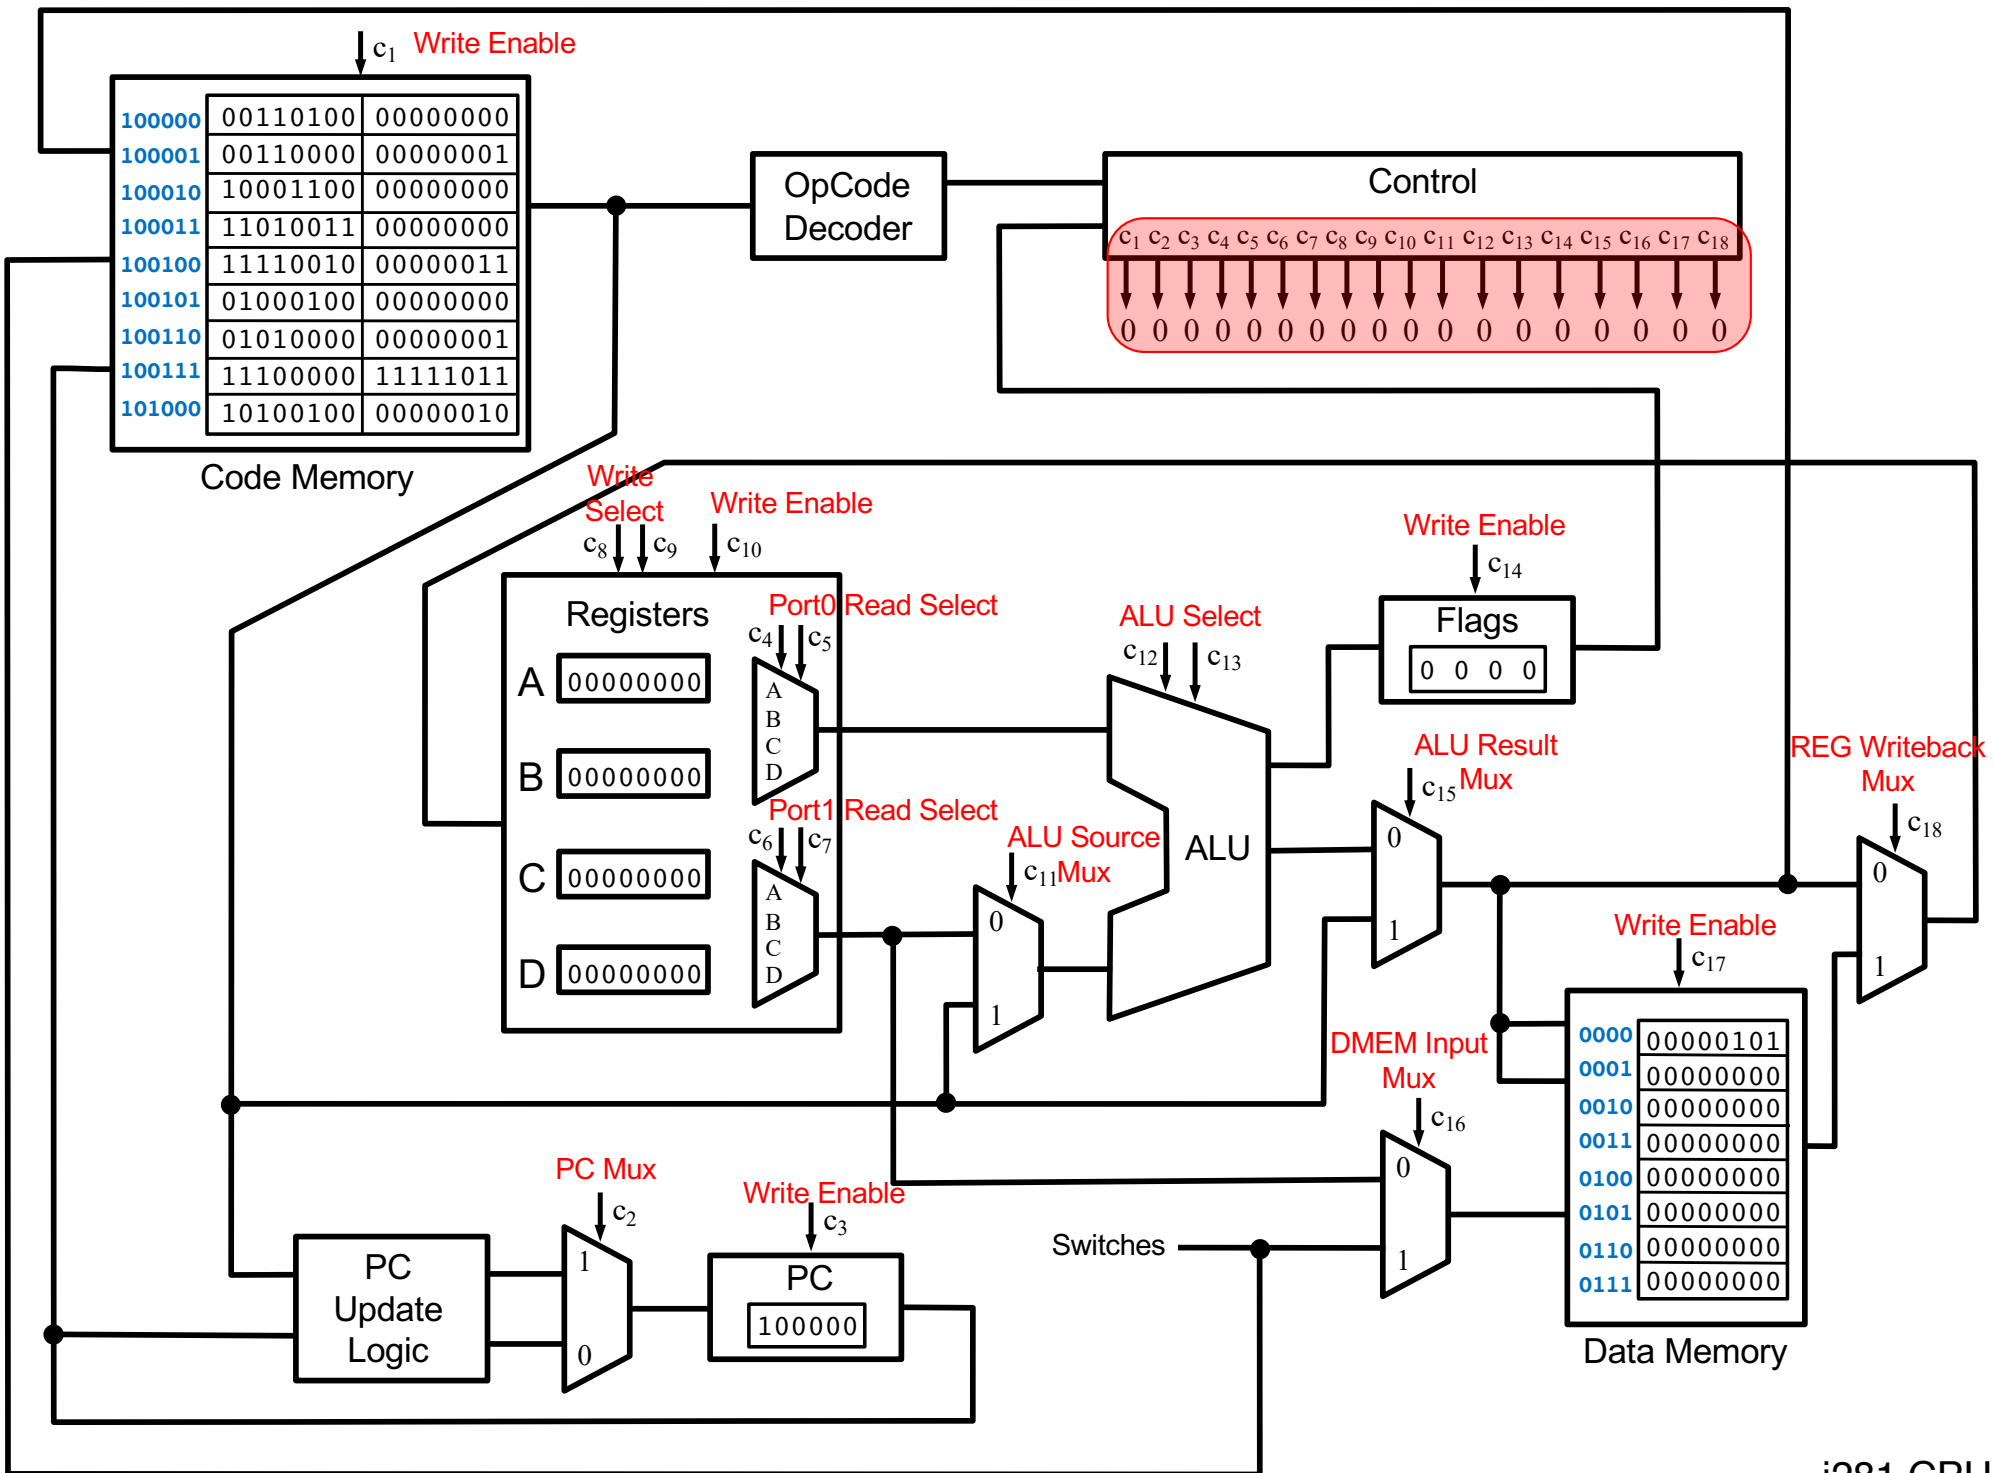 c1 Write Enable
100000 00110100 00000000
100001 00110000 00000001
100010 10001100 00000000
100011 11010011 00000000
100100 11110010 00000011
100101 01000100 00000000
100110 01010000 00000001
100111 11100000 11111011
101000 10100100 00000010
Code Memory
OpCode
Decoder
Control
c1 c2 c3 c4 c5 c6 c7 c8 c9 c10 c11 c12 c13 c14 c15 c16 c17 c18
0 0 0 0 0 0 0 0 0 0 0 0 0 0 0 0 0 0
Write
Select
c8 c9
Write Enable
c10
Registers
A 00000000
B 00000000
C 00000000
D 00000000
Port0 Read Select
c4 c5
A
B
C
D
Port1 Read Select
c6 c7
A
B
C
D
ALU Source
Mux
c11
0
1
ALU Select
c12 c13
ALU
Write Enable
c14
Flags
0 0 0 0
ALU Result
Mux
c15
0
1
REG Writeback
Mux
c18
0
1
Write Enable
c17
0000 00000101
0001 00000000
0010 00000000
0011 00000000
0100 00000000
0101 00000000
0110 00000000
0111 00000000
Data Memory
DMEM Input
Mux
c16
0
1
Switches
PC
Update
Logic
PC Mux
c2
1
0
Write Enable
c3
PC
100000
i281 CPU